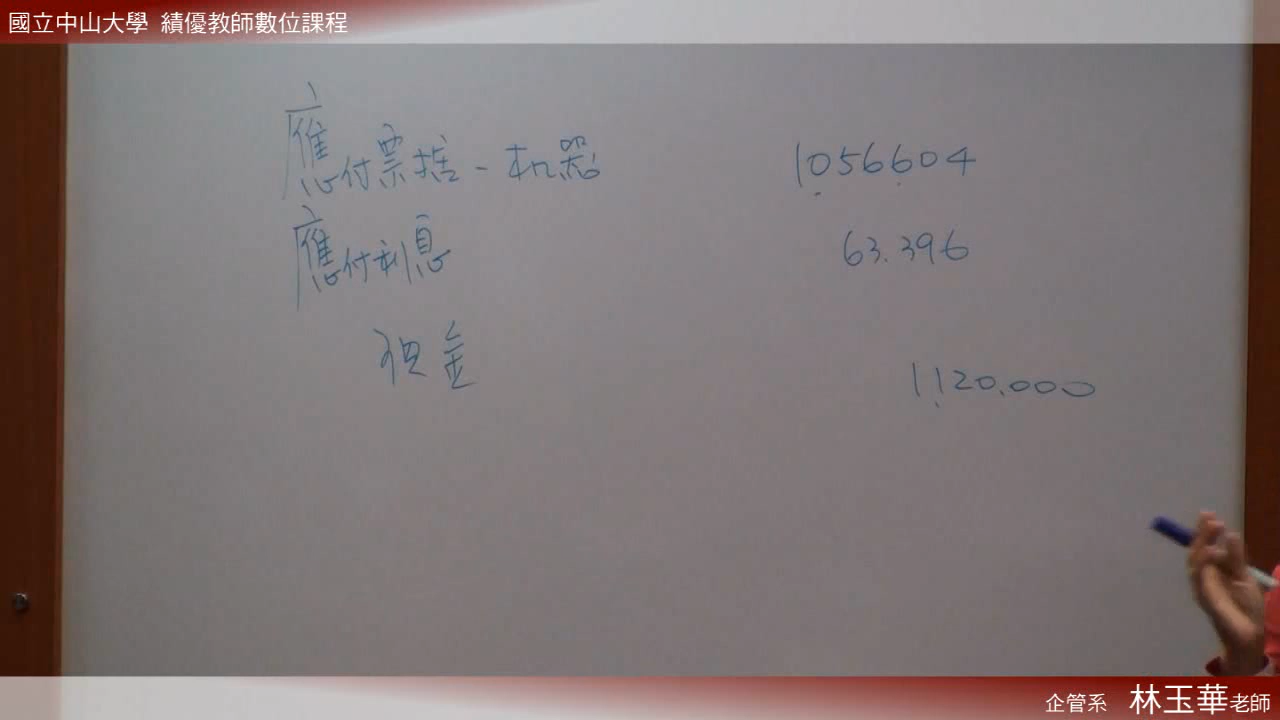 國立中山大學 績優教師數位課程
應付票據-机器 1056604
應付利息 63.396
現金 1120.000
企管系 林玉華老師